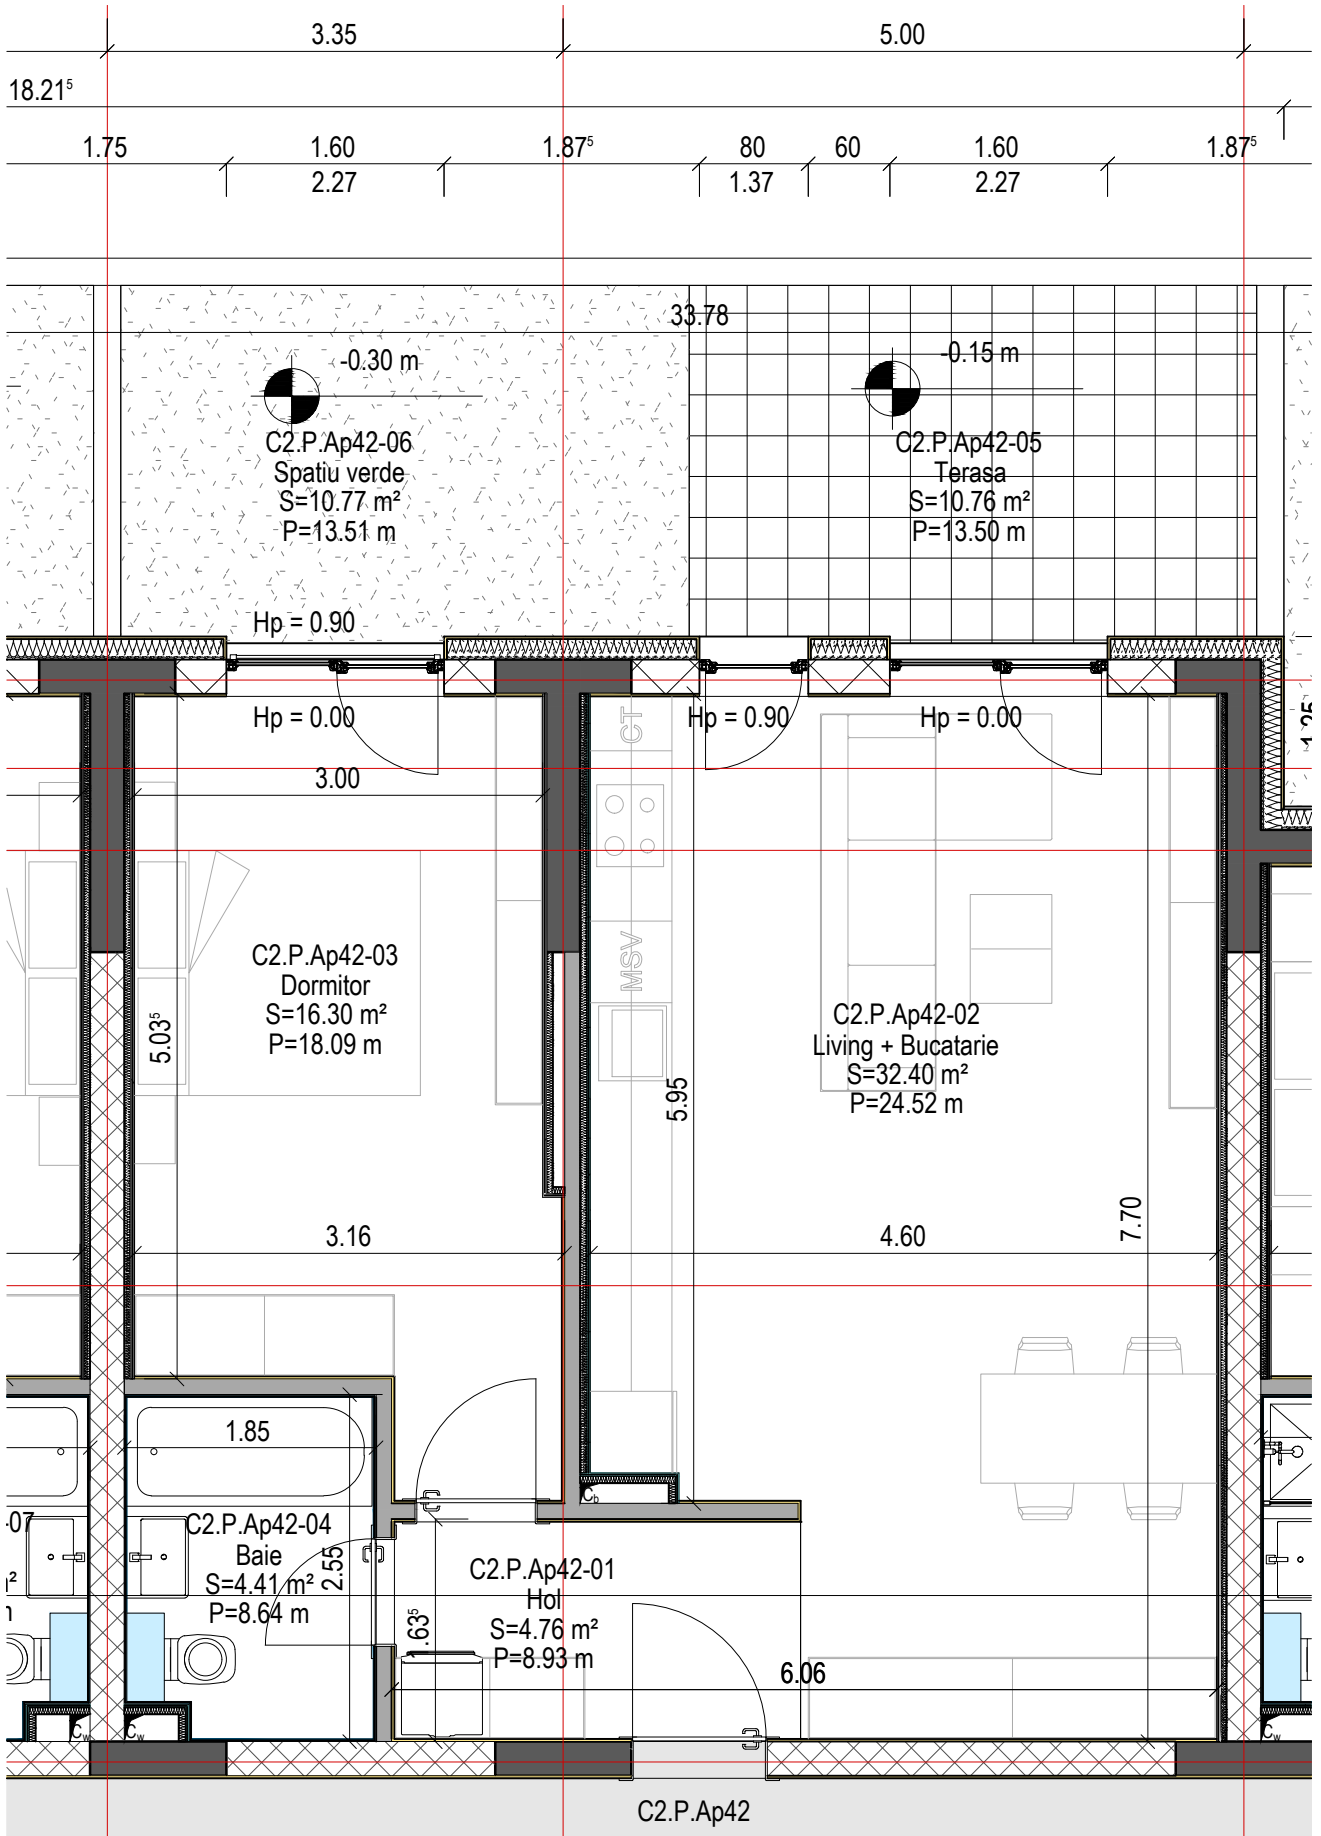 3.35
5.00
18.21⁵
1.75
1.60
1.87⁵
80
60
1.60
1.87⁵
2.27
1.37
2.27
33.78
-0.30 m
-0.15 m
C2.P.Ap42-06
Spatiu verde
S=10.77 m²
P=13.51 m
C2.P.Ap42-05
Terasa
S=10.76 m²
P=13.50 m
Hp = 0.90
Hp = 0.00
Hp = 0.90
Hp = 0.00
CT
3.00
MSV
C2.P.Ap42-03
Dormitor
S=16.30 m²
P=18.09 m
5.03⁵
C2.P.Ap42-02
Living + Bucatarie
S=32.40 m²
P=24.52 m
5.95
7.70
3.16
4.60
1.85
Cb
-07
C2.P.Ap42-04
Baie
S=4.41 m²
P=8.64 m
2.55
C2.P.Ap42-01
Hol
S=4.76 m²
P=8.93 m
.63⁵
6.06
Cw
Cw
Cw
C2.P.Ap42